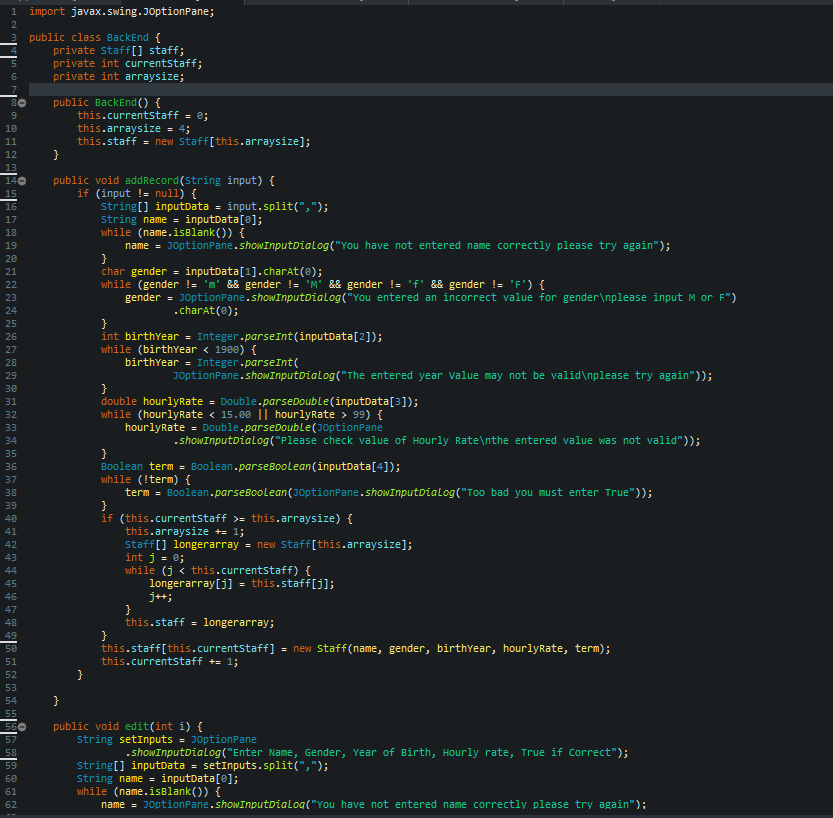 1 import javax.swing.JOptionPane;
2
3 public class BackEnd {
4     private Staff[] staff;
5     private int currentStaff;
6     private int arraysize;
7
8     public BackEnd() {
9         this.currentStaff = 0;
10         this.arraysize = 4;
11         this.staff = new Staff[this.arraysize];
12     }
13
14     public void addRecord(String input) {
15         if (input != null) {
16             String[] inputData = input.split(",");
17             String name = inputData[0];
18             while (name.isBlank()) {
19                 name = JOptionPane.showInputDialog("You have not entered name correctly please try again");
20             }
21             char gender = inputData[1].charAt(0);
22             while (gender != 'm' && gender != 'M' && gender != 'f' && gender != 'F') {
23                 gender = JOptionPane.showInputDialog("You entered an incorrect value for gender\nplease input M or F")
24                         .charAt(0);
25             }
26             int birthYear = Integer.parseInt(inputData[2]);
27             while (birthYear < 1900) {
28                 birthYear = Integer.parseInt(
29                         JOptionPane.showInputDialog("The entered year Value may not be valid\nplease try again"));
30             }
31             double hourlyRate = Double.parseDouble(inputData[3]);
32             while (hourlyRate < 15.00 || hourlyRate > 99) {
33                 hourlyRate = Double.parseDouble(JOptionPane
34                         .showInputDialog("Please check value of Hourly Rate\nthe entered value was not valid"));
35             }
36             Boolean term = Boolean.parseBoolean(inputData[4]);
37             while (!term) {
38                 term = Boolean.parseBoolean(JOptionPane.showInputDialog("Too bad you must enter True"));
39             }
40             if (this.currentStaff >= this.arraysize) {
41                 this.arraysize += 1;
42                 Staff[] longerarray = new Staff[this.arraysize];
43                 int j = 0;
44                 while (j < this.currentStaff) {
45                     longerarray[j] = this.staff[j];
46                     j++;
47                 }
48                 this.staff = longerarray;
49             }
50             this.staff[this.currentStaff] = new Staff(name, gender, birthYear, hourlyRate, term);
51             this.currentStaff += 1;
52         }
53
54     }
55
56     public void edit(int i) {
57         String setInputs = JOptionPane
58                 .showInputDialog("Enter Name, Gender, Year of Birth, Hourly rate, True if Correct");
59         String[] inputData = setInputs.split(",");
60         String name = inputData[0];
61         while (name.isBlank()) {
62             name = JOptionPane.showInputDialog("You have not entered name correctly please try again");